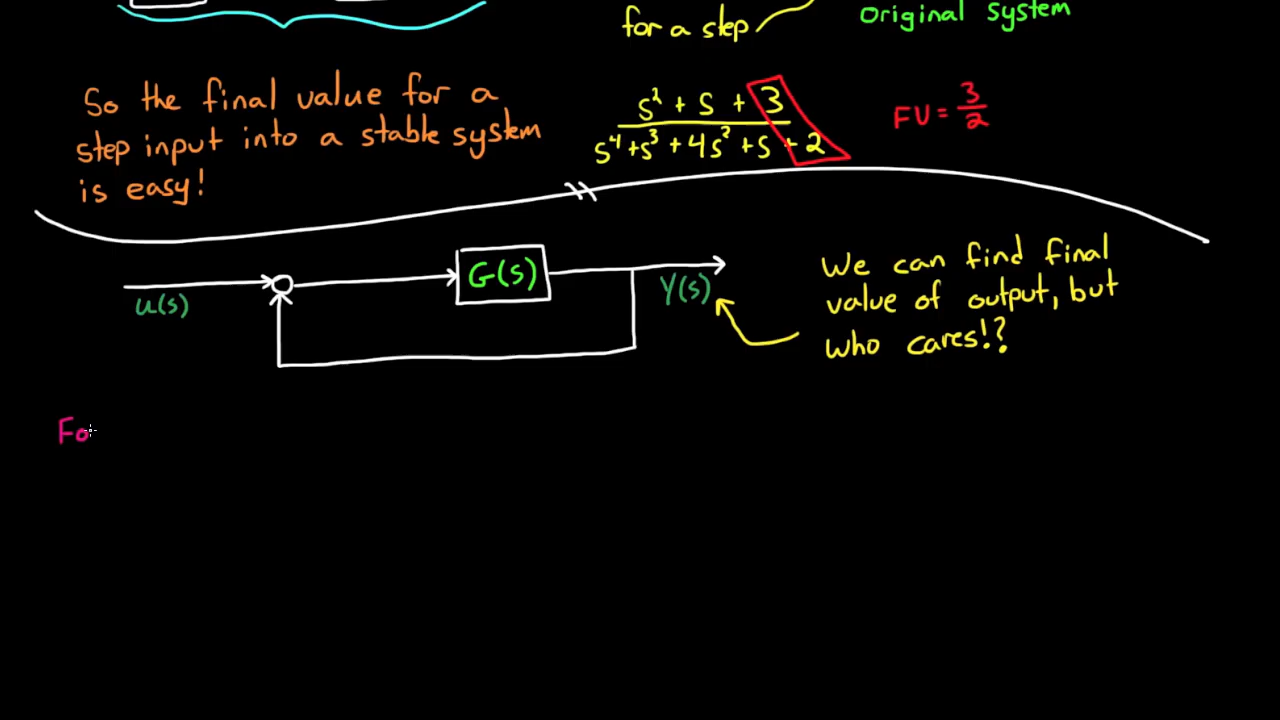 for a step
Original system
So the final value for a
step input into a stable system
is easy!
s² + s + 3
s⁴ + s³ + 4s² + s + 2
FV = 3/2
u(s)
G(s)
Y(s)
We can find final
value of output, but
who cares!?
Fo